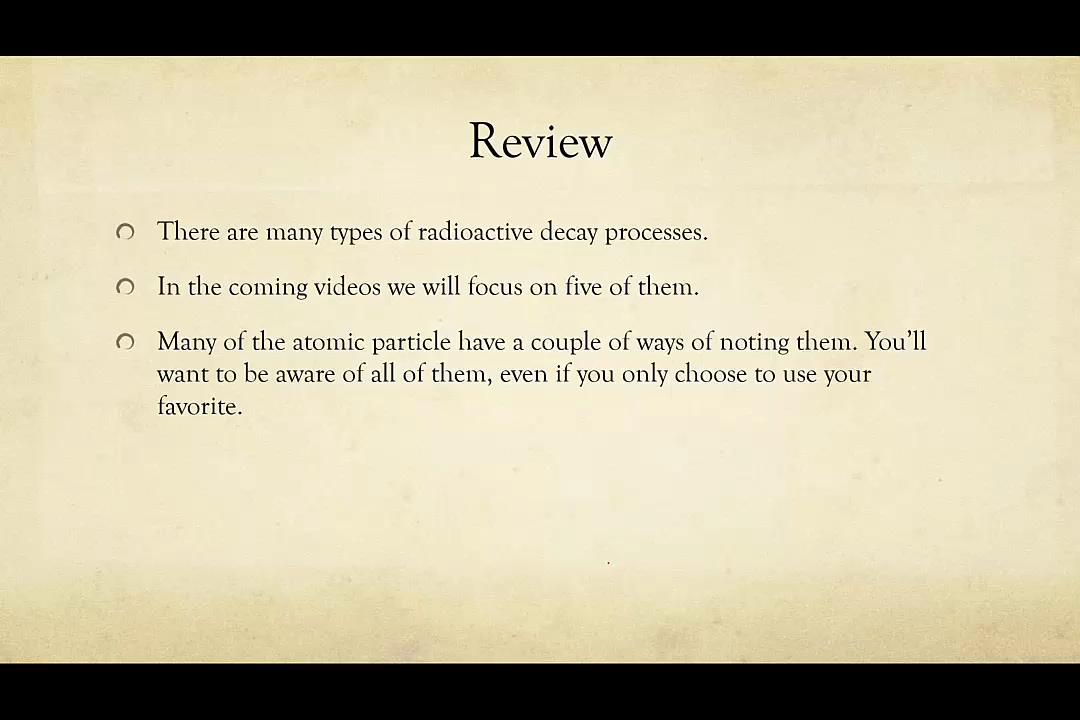 Review
There are many types of radioactive decay processes.
In the coming videos we will focus on five of them.
Many of the atomic particle have a couple of ways of noting them. You’ll
want to be aware of all of them, even if you only choose to use your
favorite.